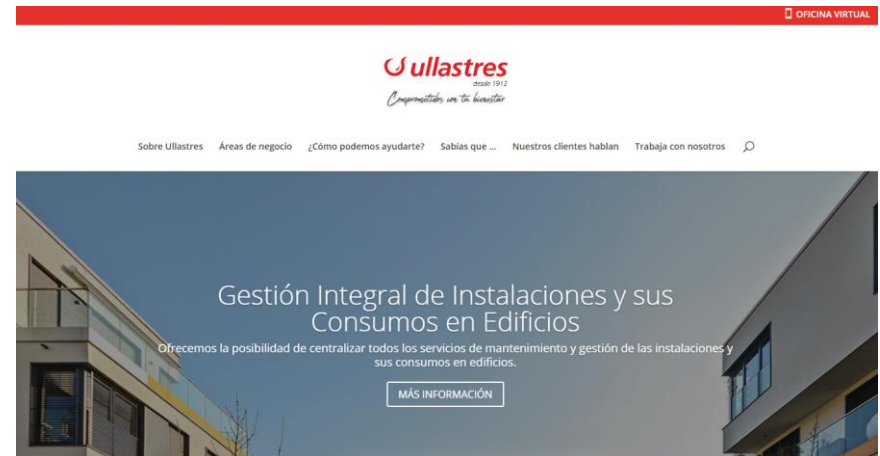 OFICINA VIRTUAL
ullastres
desde 1912
Comprometidos con tu bienestar
Sobre Ullastres Áreas de negocio ¿Cómo podemos ayudarte? Sabías que ... Nuestros clientes hablan Trabaja con nosotros
Gestión Integral de Instalaciones y sus
Consumos en Edificios
Ofrecemos la posibilidad de centralizar todos los servicios de mantenimiento y gestión de las instalaciones y
sus consumos en edificios.
MÁS INFORMACIÓN